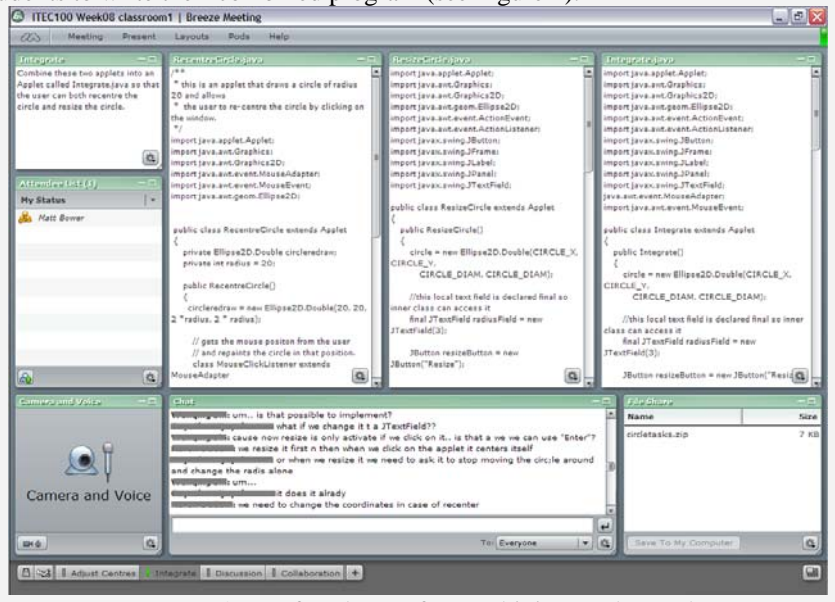 ITEC100 Week08 classroom1 | Breeze Meeting
Meeting Present Layouts Pods Help
Integrate
Combine these two applets into an
Applet called Integrate.java so that
the user can both recentre the
circle and resize the circle.
Attendee List (1)
My Status
Matt Bower
RecentreCircle.java
/**
* this is an applet that draws a circle of radius
20 and allows
* the user to re-centre the circle by clicking on
the window.
*/
import java.applet.Applet;
import java.awt.Graphics;
import java.awt.Graphics2D;
import java.awt.event.MouseAdapter;
import java.awt.event.MouseEvent;
import java.awt.geom.Ellipse2D;
public class RecentreCircle extends Applet
{
private Ellipse2D.Double circleredraw;
private int radius = 20;
public RecentreCircle()
{
circleredraw = new Ellipse2D.Double(20, 20,
2 *radius, 2 * radius);
// gets the mouse positon from the user
// and repaints the circle in that position.
class MouseClickListener extends
MouseAdapter
ResizeCircle.java
import java.applet.Applet;
import java.awt.Graphics;
import java.awt.Graphics2D;
import java.awt.geom.Ellipse2D;
import java.awt.event.ActionEvent;
import java.awt.event.ActionListener;
import javax.swing.JButton;
import javax.swing.JFrame;
import javax.swing.JLabel;
import javax.swing.JPanel;
import javax.swing.JTextField;
public class ResizeCircle extends Applet
{
public ResizeCircle()
{
circle = new Ellipse2D.Double(CIRCLE_X,
CIRCLE_Y,
CIRCLE_DIAM, CIRCLE_DIAM);
//this local text field is declared final so
inner class can access it
final JTextField radiusField = new
JTextField(3);
JButton resizeButton = new
JButton("Resize");
Integrate.java
import java.applet.Applet;
import java.awt.Graphics;
import java.awt.Graphics2D;
import java.awt.geom.Ellipse2D;
import java.awt.event.ActionEvent;
import java.awt.event.ActionListener;
import javax.swing.JButton;
import javax.swing.JFrame;
import javax.swing.JLabel;
import javax.swing.JPanel;
import javax.swing.JTextField;
java.awt.event.MouseAdapter;
import java.awt.event.MouseEvent;
public class Integrate extends Applet
{
public Integrate()
{
circle = new Ellipse2D.Double(CIRCLE_X,
CIRCLE_Y,
CIRCLE_DIAM, CIRCLE_DIAM);
//this local text field is declared final so inner
class can access it
final JTextField radiusField = new
JTextField(3);
JButton resizeButton = new JButton("Resiz
Camera and Voice
Camera and Voice
Chat
um.. is that possible to implement?
what if we change it t a JTextField??
cause now resize is only activate if we click on it.. is that a we we can use "Enter"?
we resize it first n then when we click on the applet it centers itself
or when we resize it we need to ask it to stop moving the circ;le around
and change the radis alone
um...
it does it alrady
we need to change the coordinates in case of recenter
To: Everyone
File Share
Name Size
circletasks.zip 7 KB
Save To My Computer
Adjust Centres Integrate Discussion Collaboration +